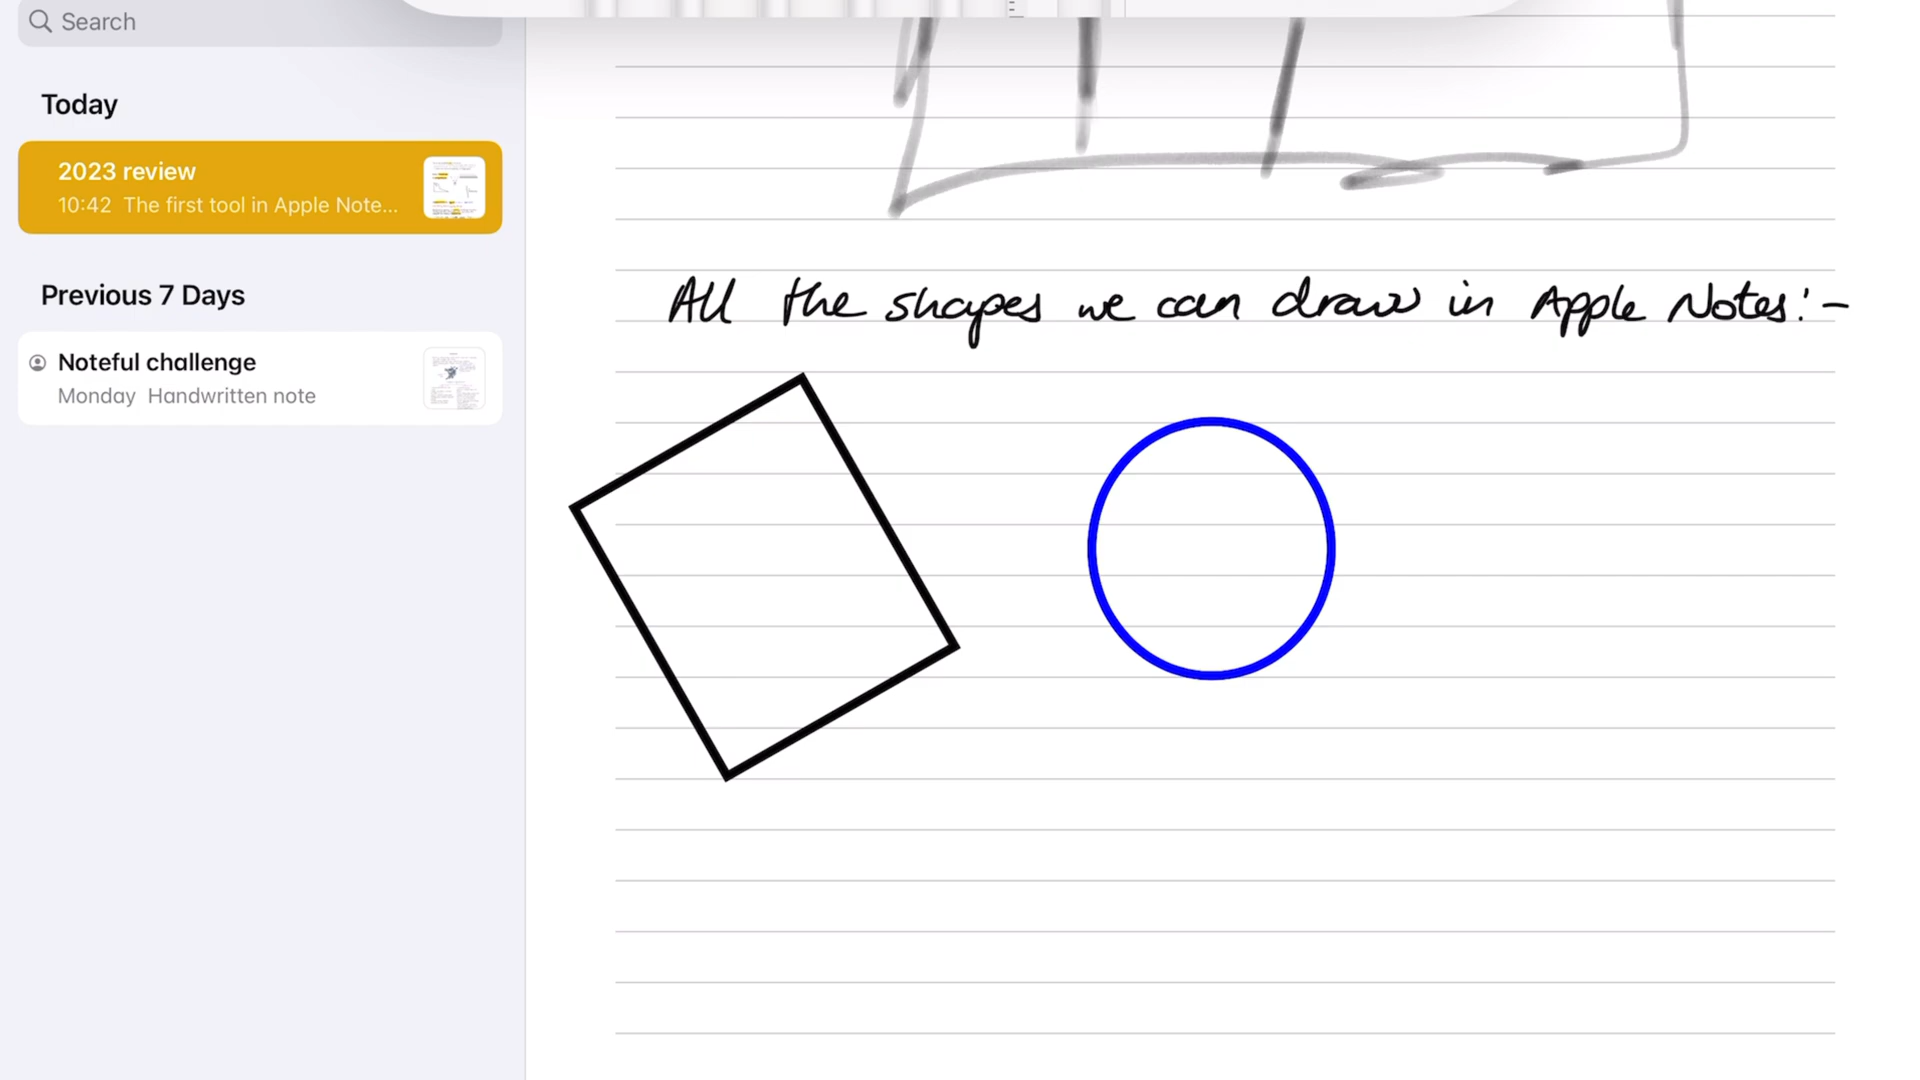 Search
Today
2023 review
10:42 The first tool in Apple Note...
Previous 7 Days
Noteful challenge
Monday Handwritten note
All the shapes we can draw in Apple Notes:-